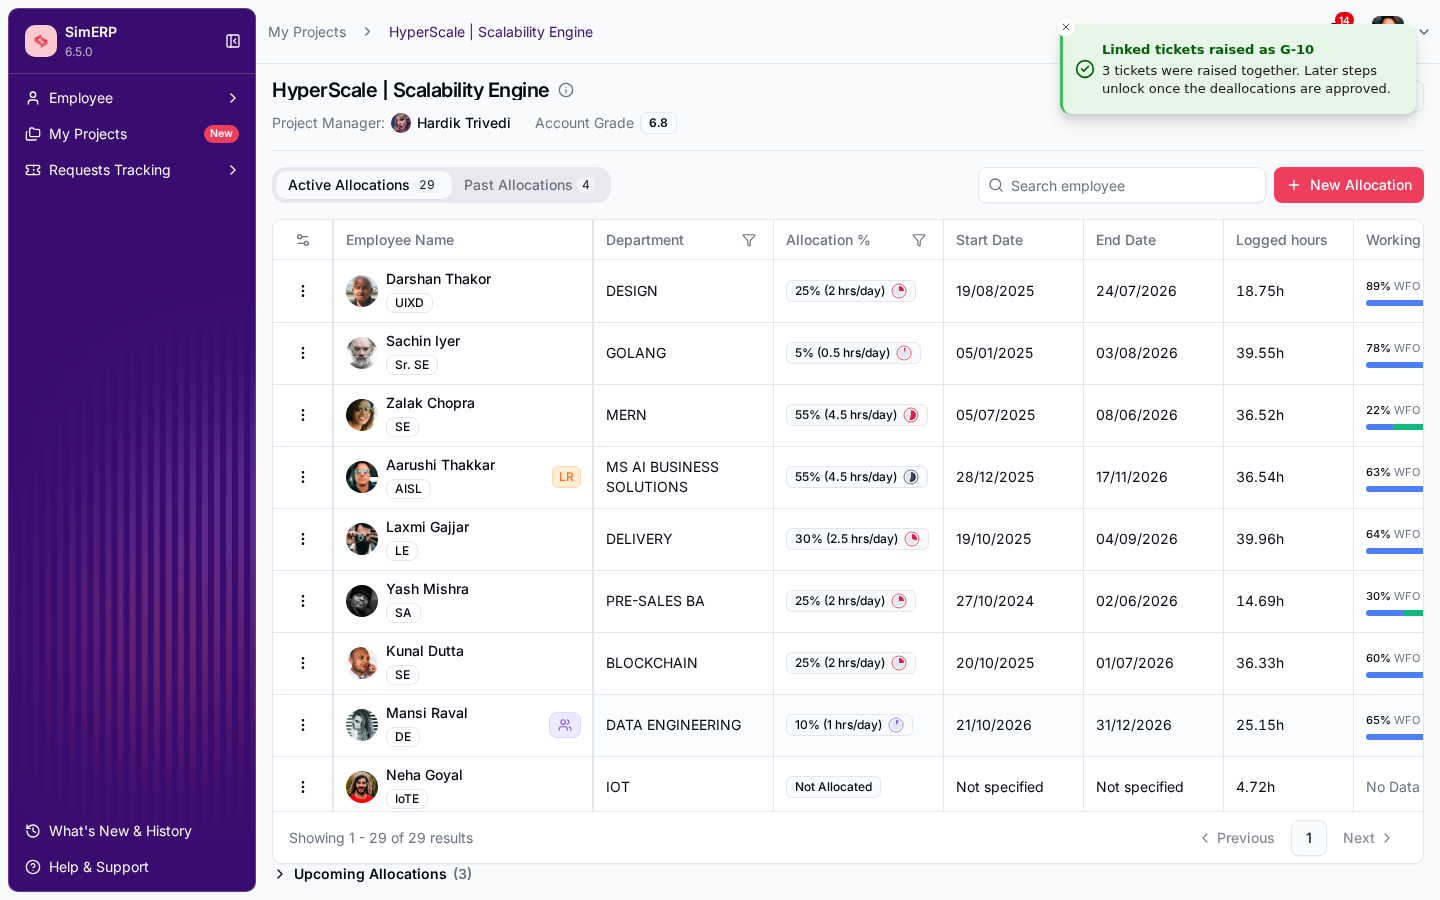 SimERP
6.5.0
Employee
My Projects
New
Requests Tracking
What's New & History
Help & Support
My Projects
HyperScale | Scalability Engine
14
Linked tickets raised as G-10
3 tickets were raised together. Later steps
unlock once the deallocations are approved.
HyperScale | Scalability Engine
Project Manager:
Hardik Trivedi
Account Grade
6.8
Active Allocations 29
Past Allocations 4
Search employee
New Allocation
Employee Name
Department
Allocation %
Start Date
End Date
Logged hours
Working
Darshan Thakor
UIXD
DESIGN
25% (2 hrs/day)
19/08/2025
24/07/2026
18.75h
89% WFO
Sachin Iyer
Sr. SE
GOLANG
5% (0.5 hrs/day)
05/01/2025
03/08/2026
39.55h
78% WFO
Zalak Chopra
SE
MERN
55% (4.5 hrs/day)
05/07/2025
08/06/2026
36.52h
22% WFO
Aarushi Thakkar
AISL
LR
MS AI BUSINESS
SOLUTIONS
55% (4.5 hrs/day)
28/12/2025
17/11/2026
36.54h
63% WFO
Laxmi Gajjar
LE
DELIVERY
30% (2.5 hrs/day)
19/10/2025
04/09/2026
39.96h
64% WFO
Yash Mishra
SA
PRE-SALES BA
25% (2 hrs/day)
27/10/2024
02/06/2026
14.69h
30% WFO
Kunal Dutta
SE
BLOCKCHAIN
25% (2 hrs/day)
20/10/2025
01/07/2026
36.33h
60% WFO
Mansi Raval
DE
DATA ENGINEERING
10% (1 hrs/day)
21/10/2026
31/12/2026
25.15h
65% WFO
Neha Goyal
IoTE
IOT
Not Allocated
Not specified
Not specified
4.72h
No Data
Showing 1 - 29 of 29 results
Previous
1
Next
Upcoming Allocations (3)